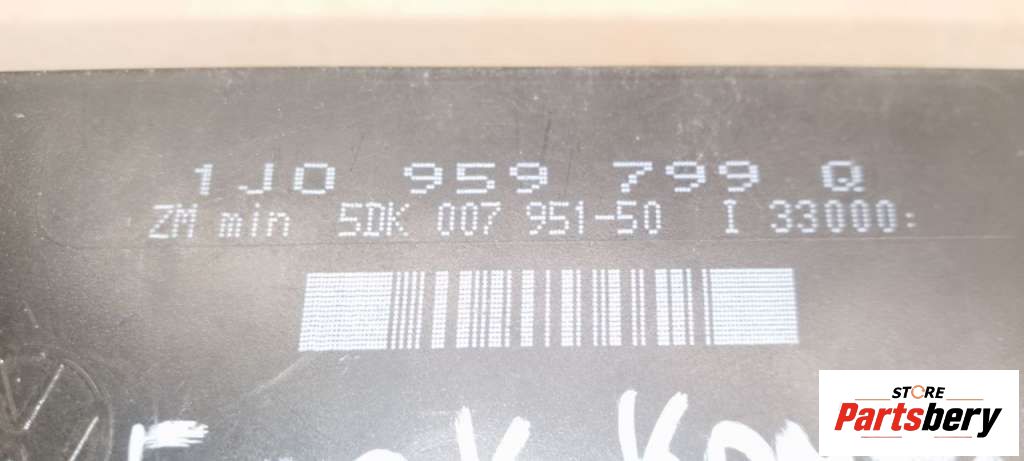 1J0 959 799 Q
ZM min 5DK 007 951-50 I 33000:
STORE
Partsbery